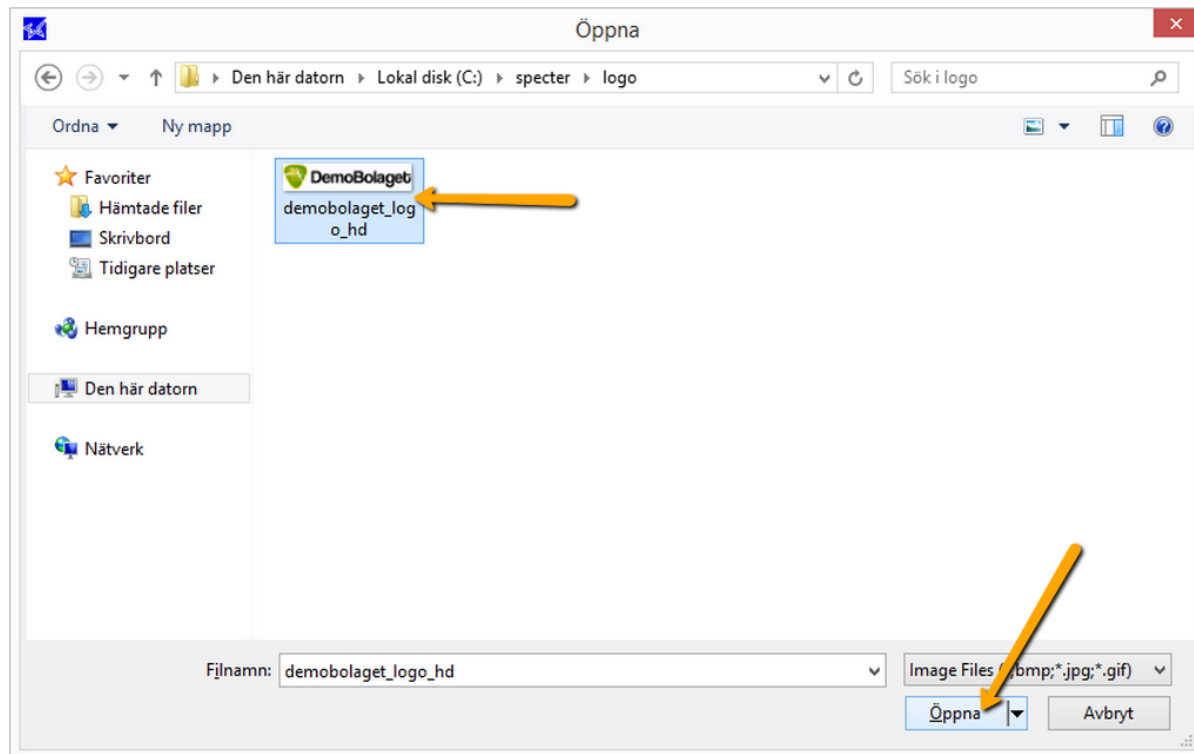 Öppna
Den här datorn Lokal disk (C:) specter logo
Sök i logo
Ordna Ny mapp
Favoriter
Hämtade filer
Skrivbord
Tidigare platser
Hemgrupp
Den här datorn
Nätverk
DemoBolaget
demobolaget_log
o_hd
Filnamn: demobolaget_logo_hd
Image Files bmp;*.jpg;*.gif)
Öppna Avbryt